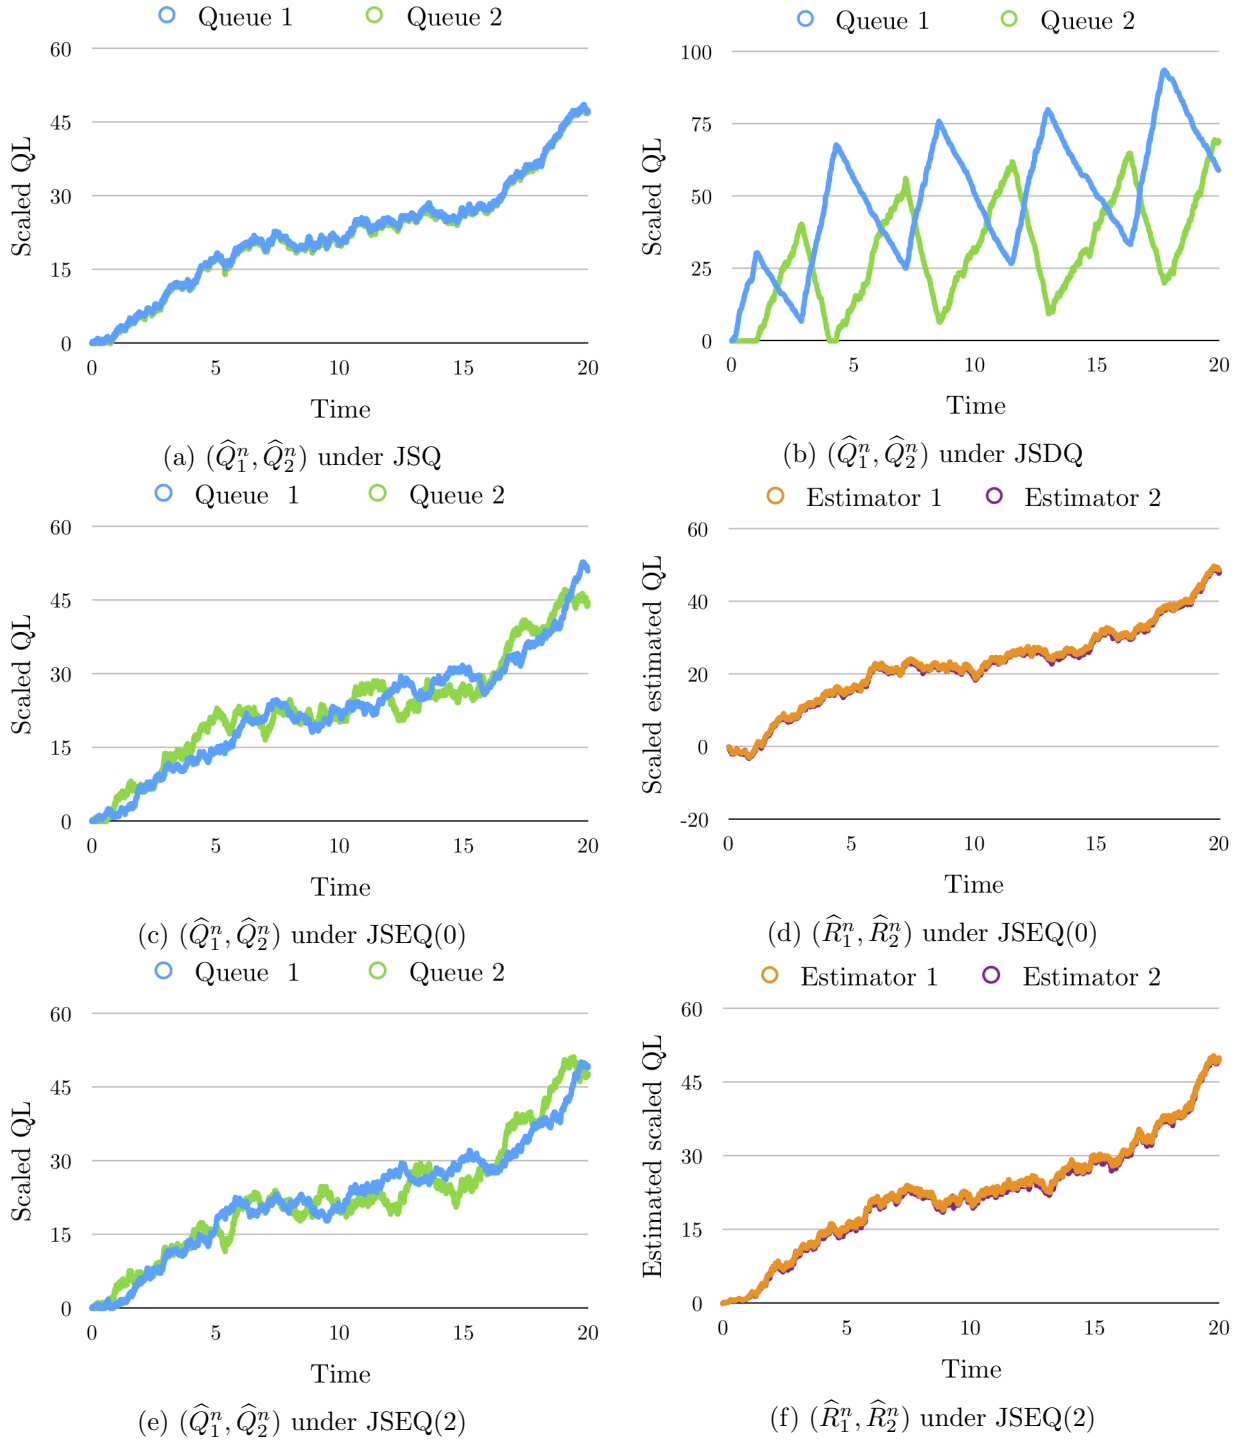 Queue 1 Queue 2
Scaled QL
60
45
30
15
0
0 5 10 15 20
Time
(a) (Q̂₁ⁿ, Q̂₂ⁿ) under JSQ
Queue 1 Queue 2
Scaled QL
100
75
50
25
0
0 5 10 15 20
Time
(b) (Q̂₁ⁿ, Q̂₂ⁿ) under JSDQ
Queue 1 Queue 2
Scaled QL
60
45
30
15
0
0 5 10 15 20
Time
(c) (Q̂₁ⁿ, Q̂₂ⁿ) under JSEQ(0)
Estimator 1 Estimator 2
Scaled estimated QL
60
40
20
0
-20
0 5 10 15 20
Time
(d) (R̂₁ⁿ, R̂₂ⁿ) under JSEQ(0)
Queue 1 Queue 2
Scaled QL
60
45
30
15
0
0 5 10 15 20
Time
(e) (Q̂₁ⁿ, Q̂₂ⁿ) under JSEQ(2)
Estimator 1 Estimator 2
Estimated scaled QL
60
45
30
15
0
0 5 10 15 20
Time
(f) (R̂₁ⁿ, R̂₂ⁿ) under JSEQ(2)